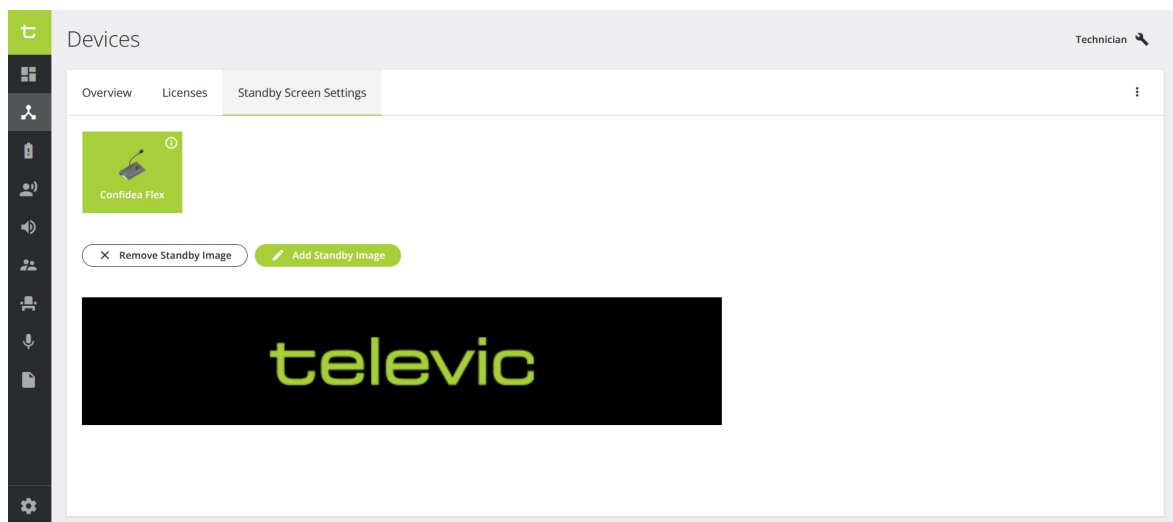 Devices
Technician
Overview Licenses Standby Screen Settings
Confidea Flex
Remove Standby Image Add Standby Image
televic